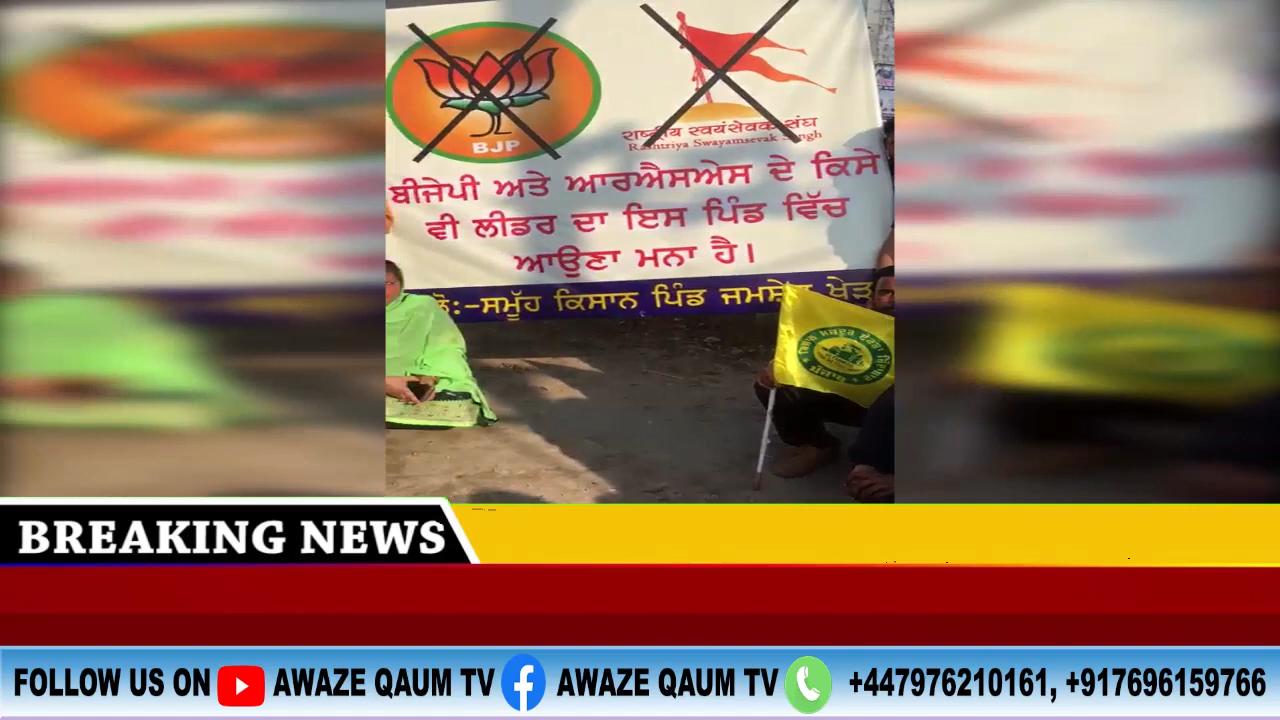 BJP
राष्ट्रीय स्वयंसेवक संघ
Rashtriya Swayamsevak Sangh
ਬੀਜੇਪੀ ਅਤੇ ਆਰਐਸਐਸ ਦੇ ਕਿਸੇ
ਵੀ ਲੀਡਰ ਦਾ ਇਸ ਪਿੰਡ ਵਿੱਚ
ਆਉਣਾ ਮਨਾ ਹੈ।
:-ਸਮੂੱਹ ਕਿਸਾਨ ਪਿੰਡ
BREAKING NEWS
FOLLOW US ON AWAZE QAUM TV AWAZE QAUM TV +447976210161, +917696159766